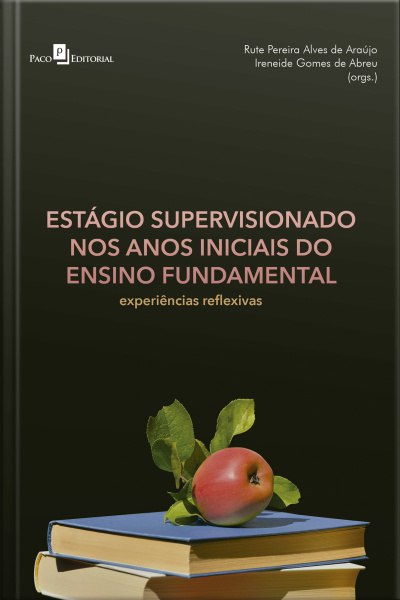 PACO EDITORIAL
Rute Pereira Alves de Araújo
Ireneide Gomes de Abreu
(orgs.)
ESTÁGIO SUPERVISIONADO
NOS ANOS INICIAIS DO
ENSINO FUNDAMENTAL
experiências reflexivas